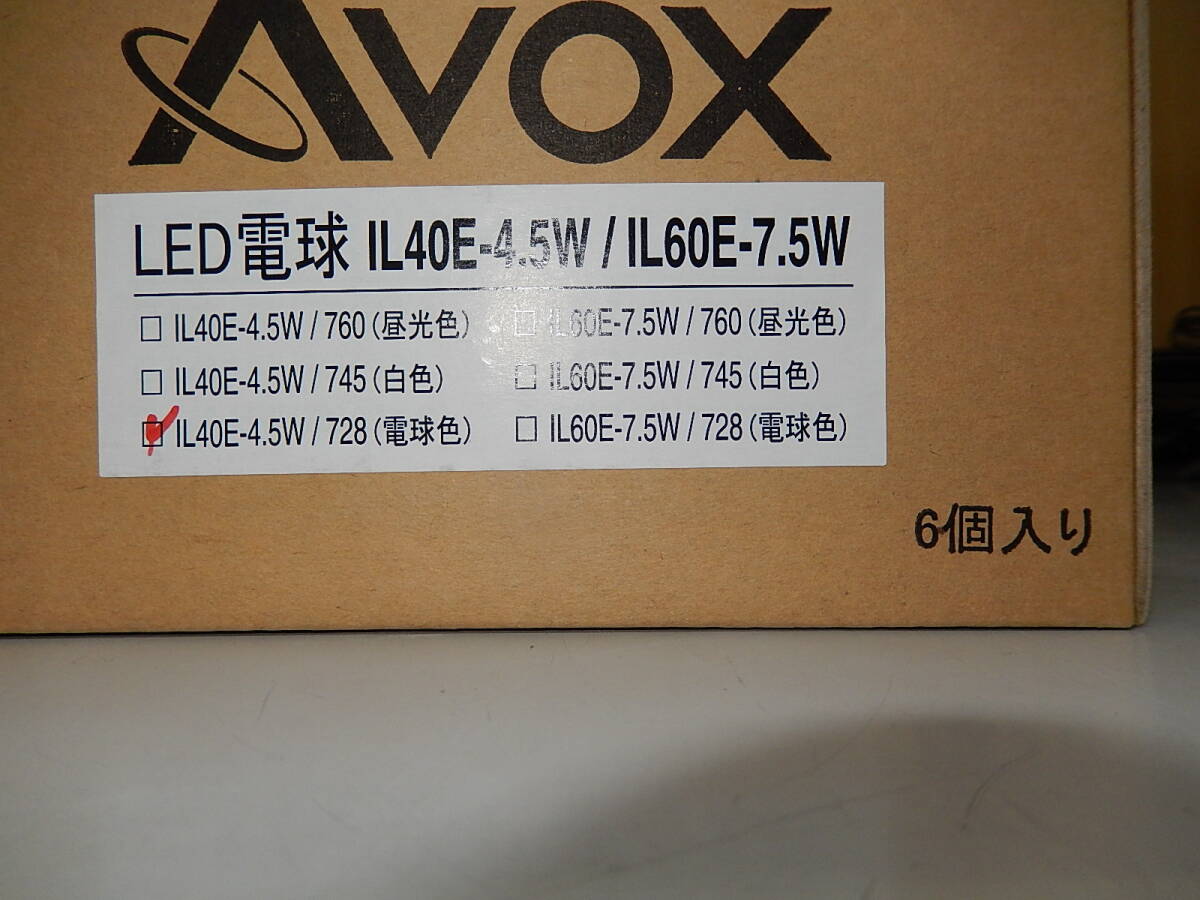 AVOX
LED電球 IL40E-4.5W / IL60E-7.5W
□ IL40E-4.5W / 760（昼光色） □ IL60E-7.5W / 760（昼光色）
□ IL40E-4.5W / 745（白色） □ IL60E-7.5W / 745（白色）
□ IL40E-4.5W / 728（電球色） □ IL60E-7.5W / 728（電球色）
6個入り